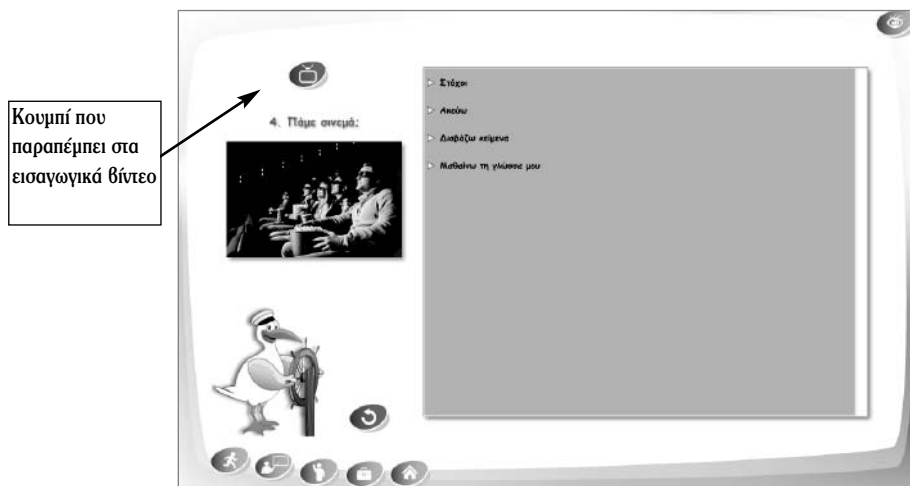 Κουμπί που
παραπέμπει στα
εισαγωγικά βίντεο
4. Πάμε σινεμά;
Στόχοι
Ακούω
Διαβάζω κείμενα
Μαθαίνω τη γλώσσα μου